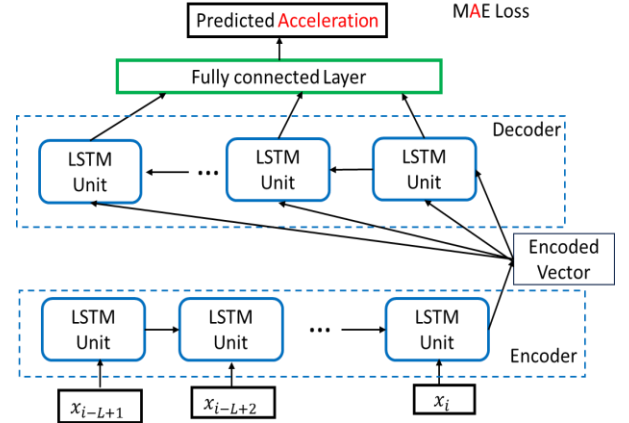 Predicted Acceleration
MAE Loss
Fully connected Layer
Decoder
LSTM
Unit
...
LSTM
Unit
LSTM
Unit
Encoded
Vector
LSTM
Unit
LSTM
Unit
...
LSTM
Unit
Encoder
x_{i-L+1}
x_{i-L+2}
x_i